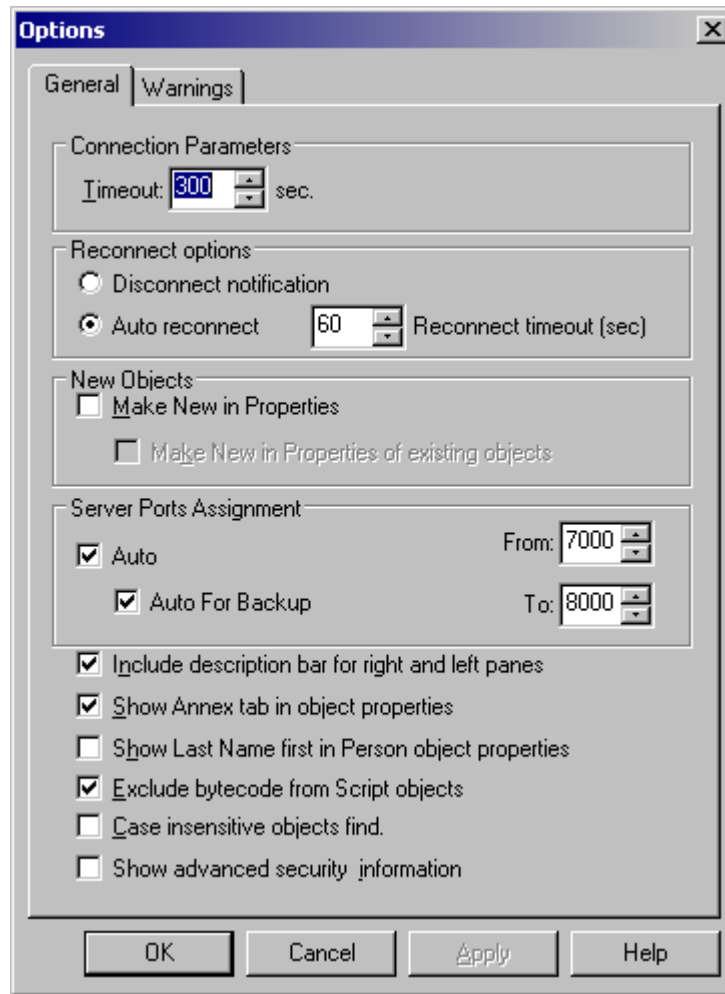 Options
General Warnings
Connection Parameters
Timeout: 300 sec.
Reconnect options
Disconnect notification
Auto reconnect 60 Reconnect timeout (sec)
New Objects
Make New in Properties
Make New in Properties of existing objects
Server Ports Assignment
Auto From: 7000
Auto For Backup To: 8000
Include description bar for right and left panes
Show Annex tab in object properties
Show Last Name first in Person object properties
Exclude bytecode from Script objects
Case insensitive objects find.
Show advanced security information
OK Cancel Apply Help